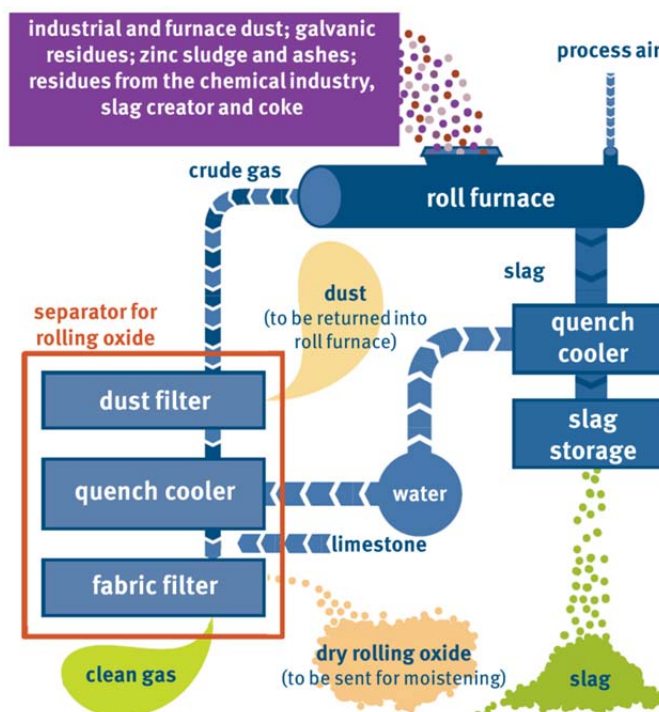 industrial and furnace dust; galvanic
residues; zinc sludge and ashes;
residues from the chemical industry,
slag creator and coke
process air
crude gas
roll furnace
slag
dust
(to be returned into
roll furnace)
separator for
rolling oxide
quench
cooler
dust filter
slag
storage
quench cooler
water
limestone
fabric filter
dry rolling oxide
(to be sent for moistening)
clean gas
slag